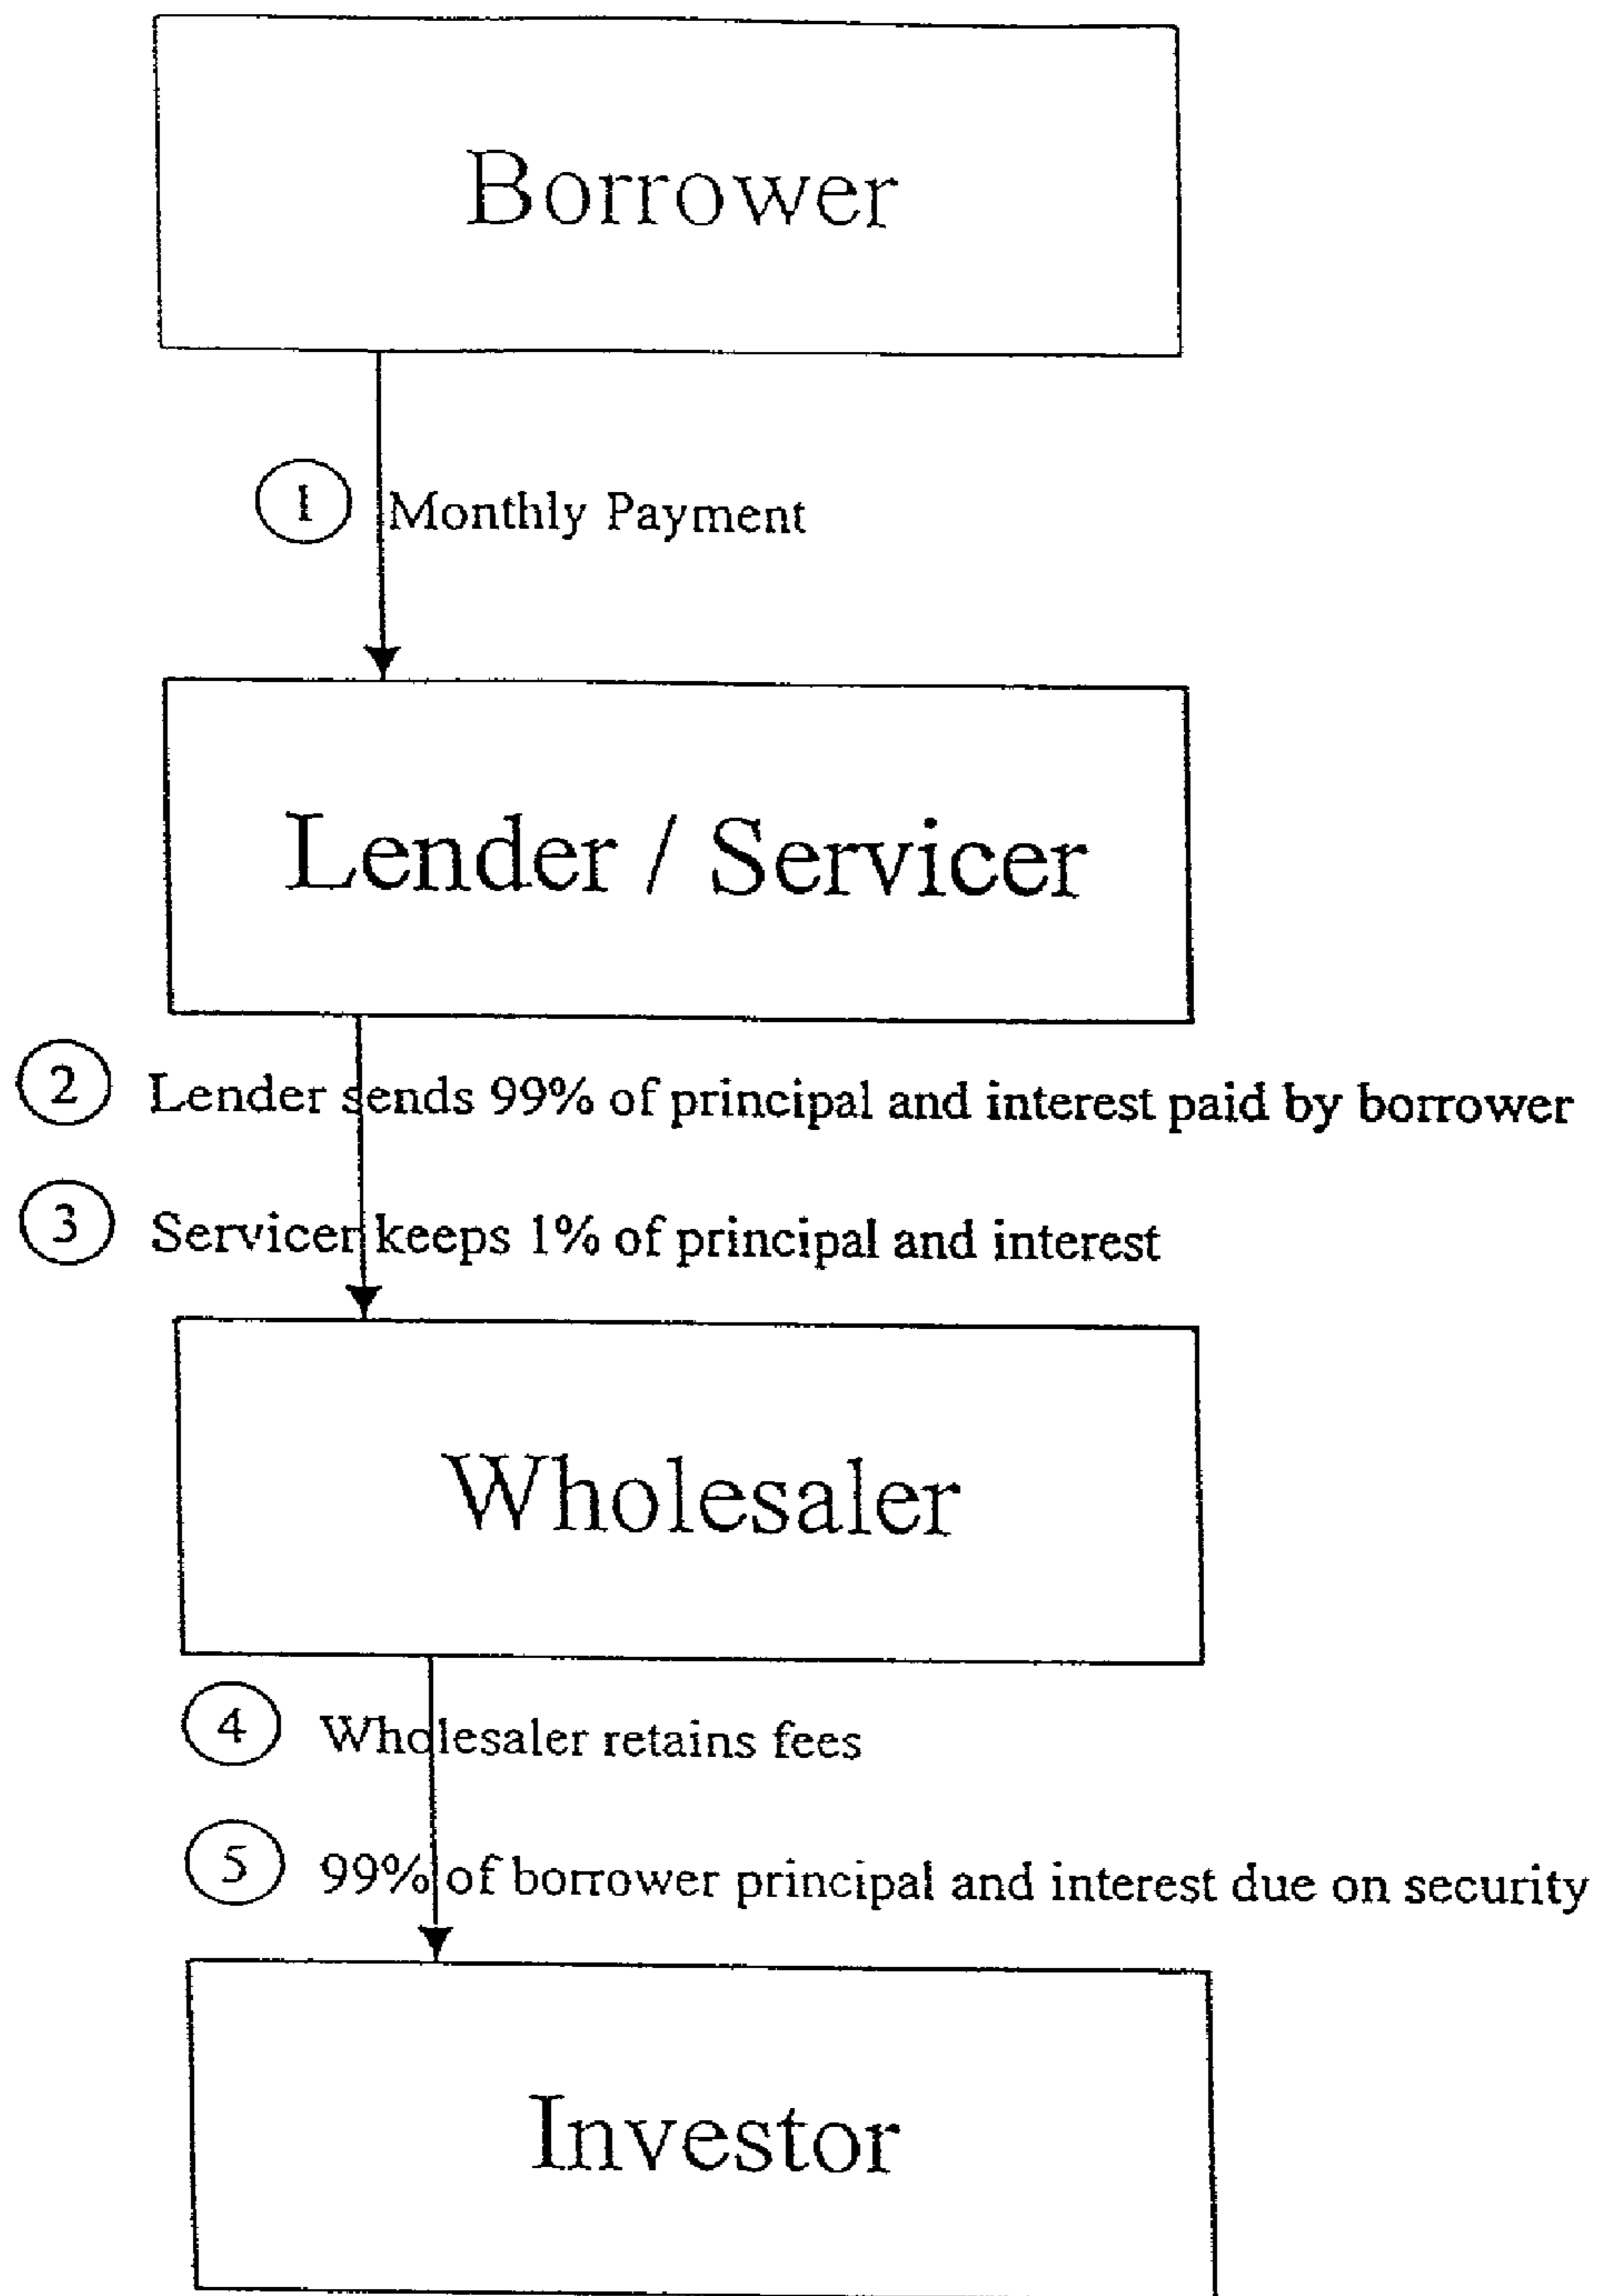 Borrower
1 Monthly Payment
Lender / Servicer
2 Lender sends 99% of principal and interest paid by borrower
3 Servicer keeps 1% of principal and interest
Wholesaler
4 Wholesaler retains fees
5 99% of borrower principal and interest due on security
Investor